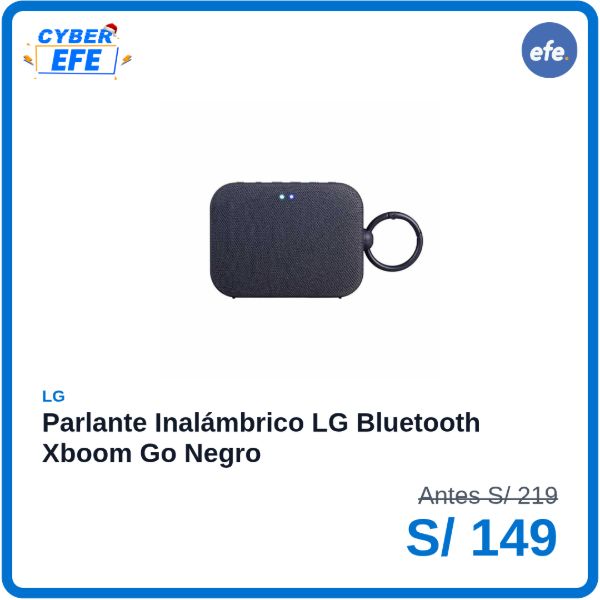 CYBER
EFE
efe.
LG
Parlante Inalámbrico LG Bluetooth
Xboom Go Negro
Antes S/ 219
S/ 149